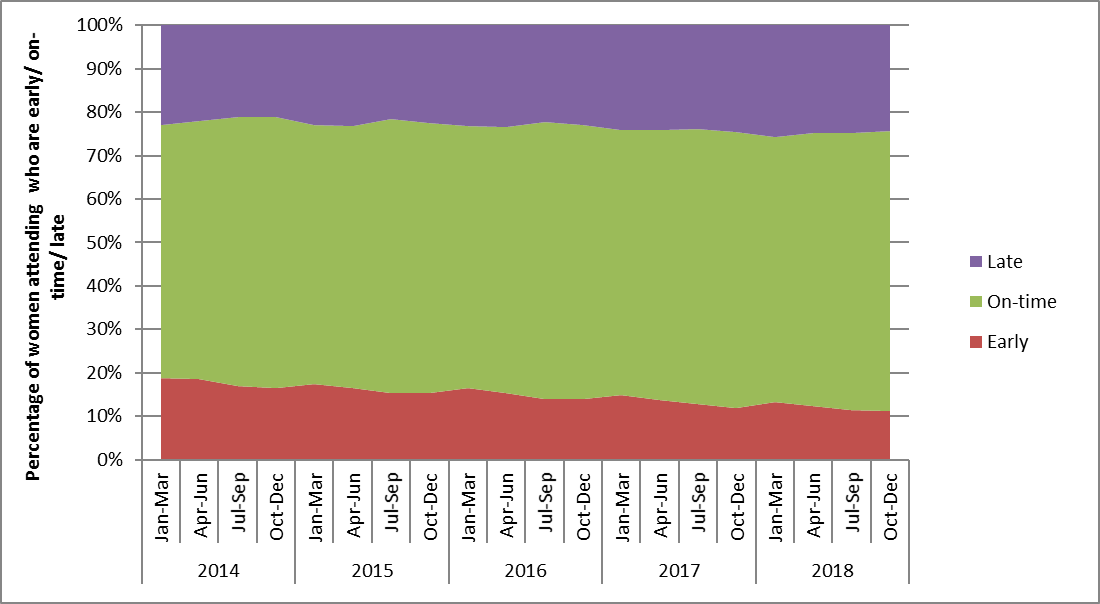 Percentage of women attending  who are early/ on-
time/ late
100%
90%
80%
70%
60%
50%
40%
30%
20%
10%
0%
Late
On-time
Early
Jan-Mar Apr-Jun Jul-Sep Oct-Dec Jan-Mar Apr-Jun Jul-Sep Oct-Dec Jan-Mar Apr-Jun Jul-Sep Oct-Dec Jan-Mar Apr-Jun Jul-Sep Oct-Dec Jan-Mar Apr-Jun Jul-Sep Oct-Dec
2014 2015 2016 2017 2018